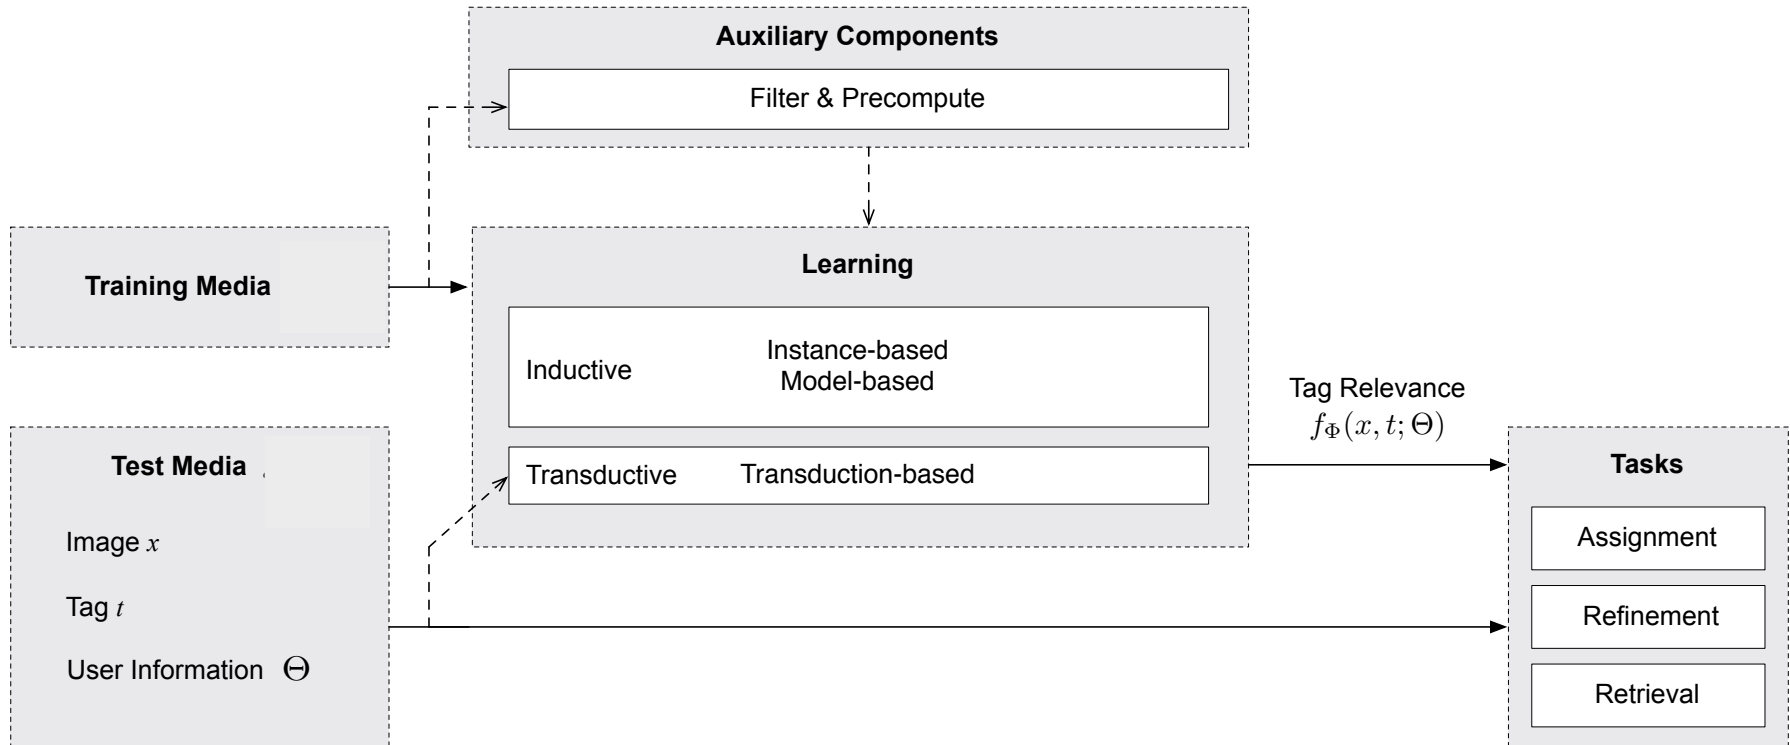 Auxiliary Components
Filter & Precompute
Training Media
Learning
Inductive
Instance-based
Model-based
Transductive Transduction-based
Tag Relevance
f_Φ(x, t; Θ)
Test Media
Image x
Tag t
User Information Θ
Tasks
Assignment
Refinement
Retrieval